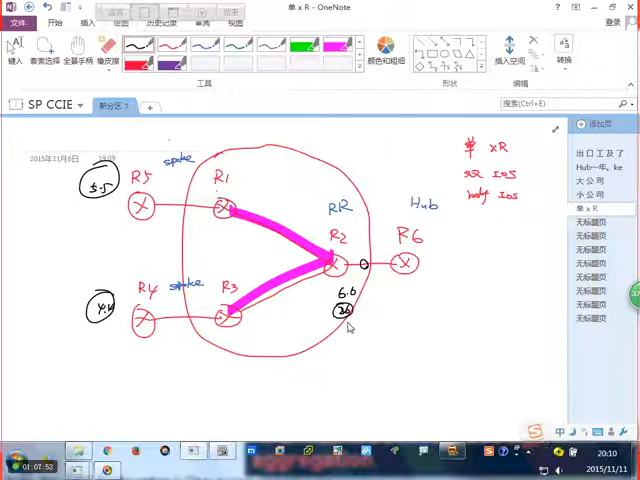 单 x R - OneNote
文件 开始 插入 绘图 历史记录 审阅 视图
登录
键入 套索选择 全景手柄 橡皮擦 颜色和粗细 形状 插入空间 转换
工具
SP CCIE 新分区 1
搜索(Ctrl+E)
添加页
2015年11月6日 19:09
出口工及了
Hub一年。ke
大公司
小公司
单 x R
无标题页
无标题页
无标题页
无标题页
无标题页
无标题页
无标题页
无标题页
单 xR
XR IOS
half IOS
5.5 R5 spoke R1
RR Hub
R2 R6
4.4 R4 spoke R3
6.6
26
37
中
aggregation
01:07:53
20:10
2015/11/11